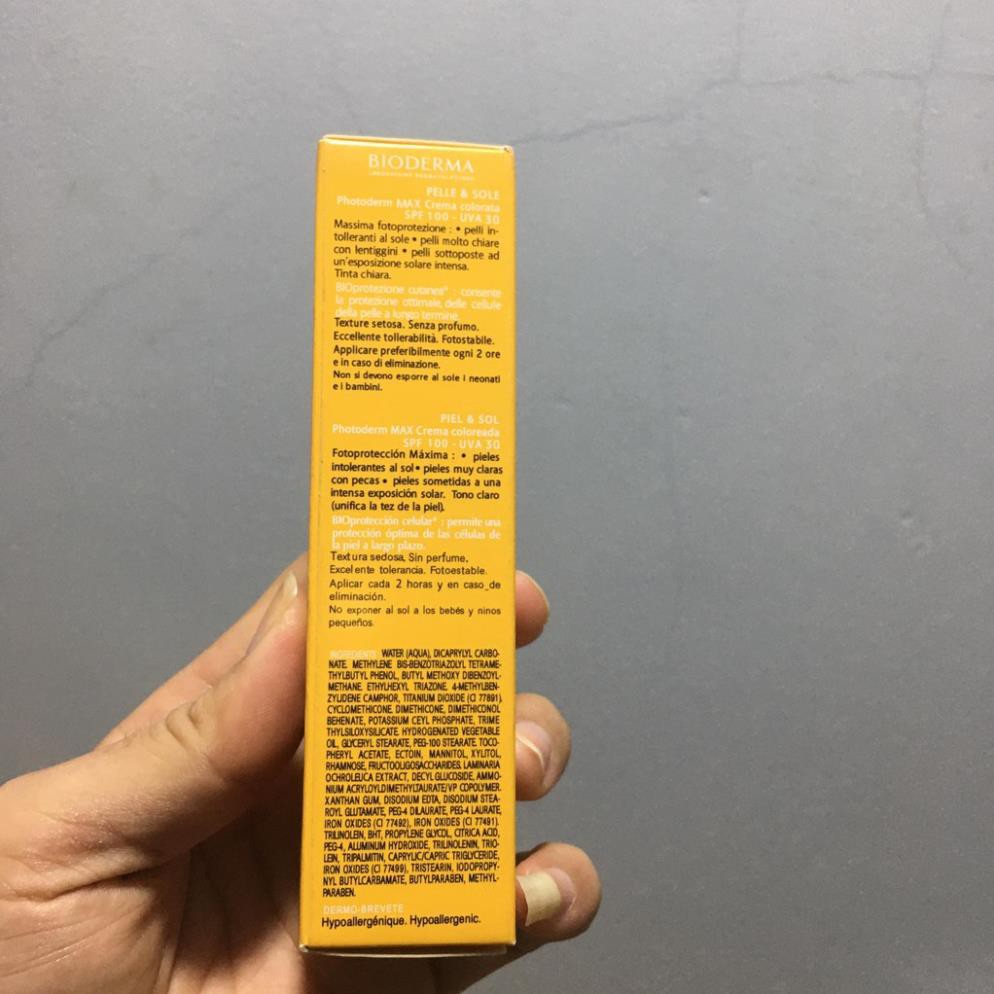 BIODERMA
LABORATOIRE DERMATOLOGIQUE
PELLE & SOLE
Photoderm MAX Crema colorata
SPF 100 - UVA 30
Massima fotoprotezione : • pelli in-
tolleranti al sole • pelli molto chiare
con lentiggini • pelli sottoposte ad
un'esposizione solare intensa.
Tinta chiara.
BIOprotezione cutanea* : consente
la protezione ottimale, delle cellule
della pelle a lungo termine.
Texture setosa. Senza profumo.
Eccellente tollerabilità. Fotostabile.
Applicare preferibilmente ogni 2 ore
e in caso di eliminazione.
Non si devono esporre al sole i neonati
e i bambini.
PIEL & SOL
Photoderm MAX Crema coloreada
SPF 100 - UVA 30
Fotoprotección Máxima : • pieles
intolerantes al sol • pieles muy claras
con pecas • pieles sometidas a una
intensa exposición solar. Tono claro
(unifica la tez de la piel).
BIOprotección celular* : permite una
protección óptima de las células de
la piel a largo plazo.
Textura sedosa. Sin perfume.
Excelente tolerancia. Fotoestable.
Aplicar cada 2 horas y en caso de
eliminación.
No exponer al sol a los bebés y ninos
pequeños.
INGREDIENTS: WATER (AQUA), DICAPRYLYL CARBO-
NATE. METHYLENE BIS-BENZOTRIAZOLYL TETRAME-
THYLBUTYL PHENOL, BUTYL METHOXY DIBENZOYL-
METHANE. ETHYLHEXYL TRIAZONE. 4-METHYLBEN-
ZYLIDENE CAMPHOR, TITANIUM DIOXIDE (CI 77891).
CYCLOMETHICONE. DIMETHICONE, DIMETHICONOL
BEHENATE, POTASSIUM CEYL PHOSPHATE, TRIME
THYLSILOXYSILICATE. HYDROGENATED VEGETABLE
OIL, GLYCERYL STEARATE, PEG-100 STEARATE. TOCO-
PHERYL ACETATE, ECTOIN, MANNITOL, XYLITOL,
RHAMNOSE, FRUCTOOLIGOSACCHARIDES. LAMINARIA
OCHROLEUCA EXTRACT, DECYL GLUCOSIDE, AMMO-
NIUM ACRYLOYLDIMETHYLTAURATE/VP COPOLYMER.
XANTHAN GUM, DISODIUM EDTA, DISODIUM STEA-
ROYL GLUTAMATE, PEG-4 DILAURATE, PEG-4 LAURATE,
IRON OXIDES (CI 77492), IRON OXIDES (CI 77491).
TRILINOLEIN, BHT, PROPYLENE GLYCOL, CITRICA ACID,
PEG-4, ALUMINUM HYDROXIDE, TRILINOLENIN, TRIO-
LEIN, TRIPALMITIN, CAPRYLIC/CAPRIC TRIGLYCERIDE,
IRON OXIDES (CI 77499), TRISTEARIN, IODOPROPY-
NYL BUTYLCARBAMATE, BUTYLPARABEN, METHYL-
PARABEN.
DERMO-BREVETE
Hypoallergénique. Hypoallergenic.